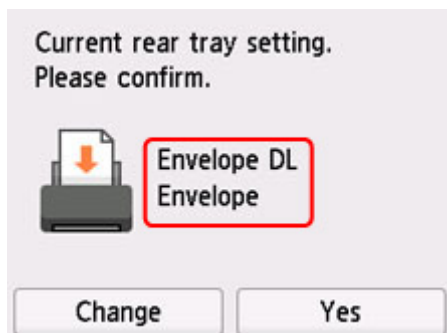 Current rear tray setting.
Please confirm.
Envelope DL
Envelope
Change
Yes